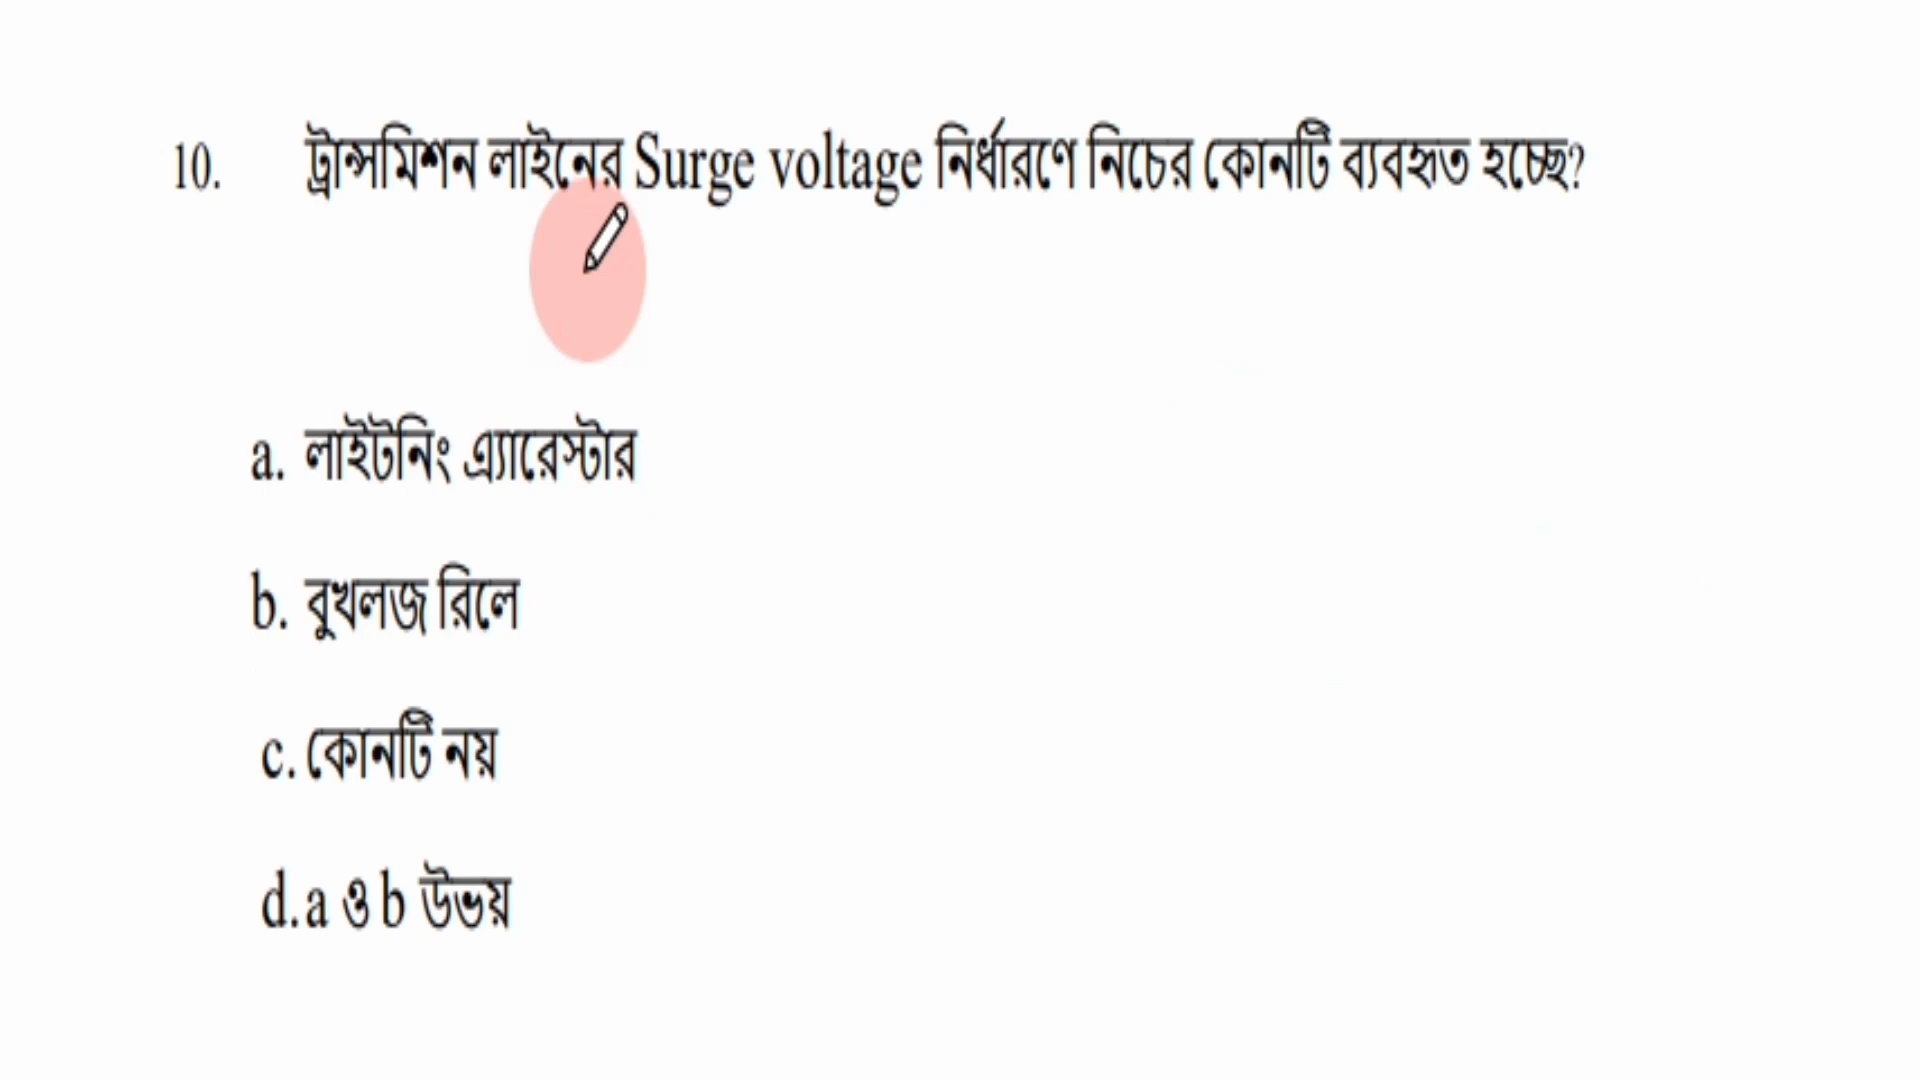 10. ট্রান্সমিশন লাইনের Surge voltage নির্ধারণে নিচের কোনটি ব্যবহৃত হচ্ছে?
a. লাইটনিং এ্যারেস্টার
b. বুখলজ রিলে
c. কোনটি নয়
d. a ও b উভয়